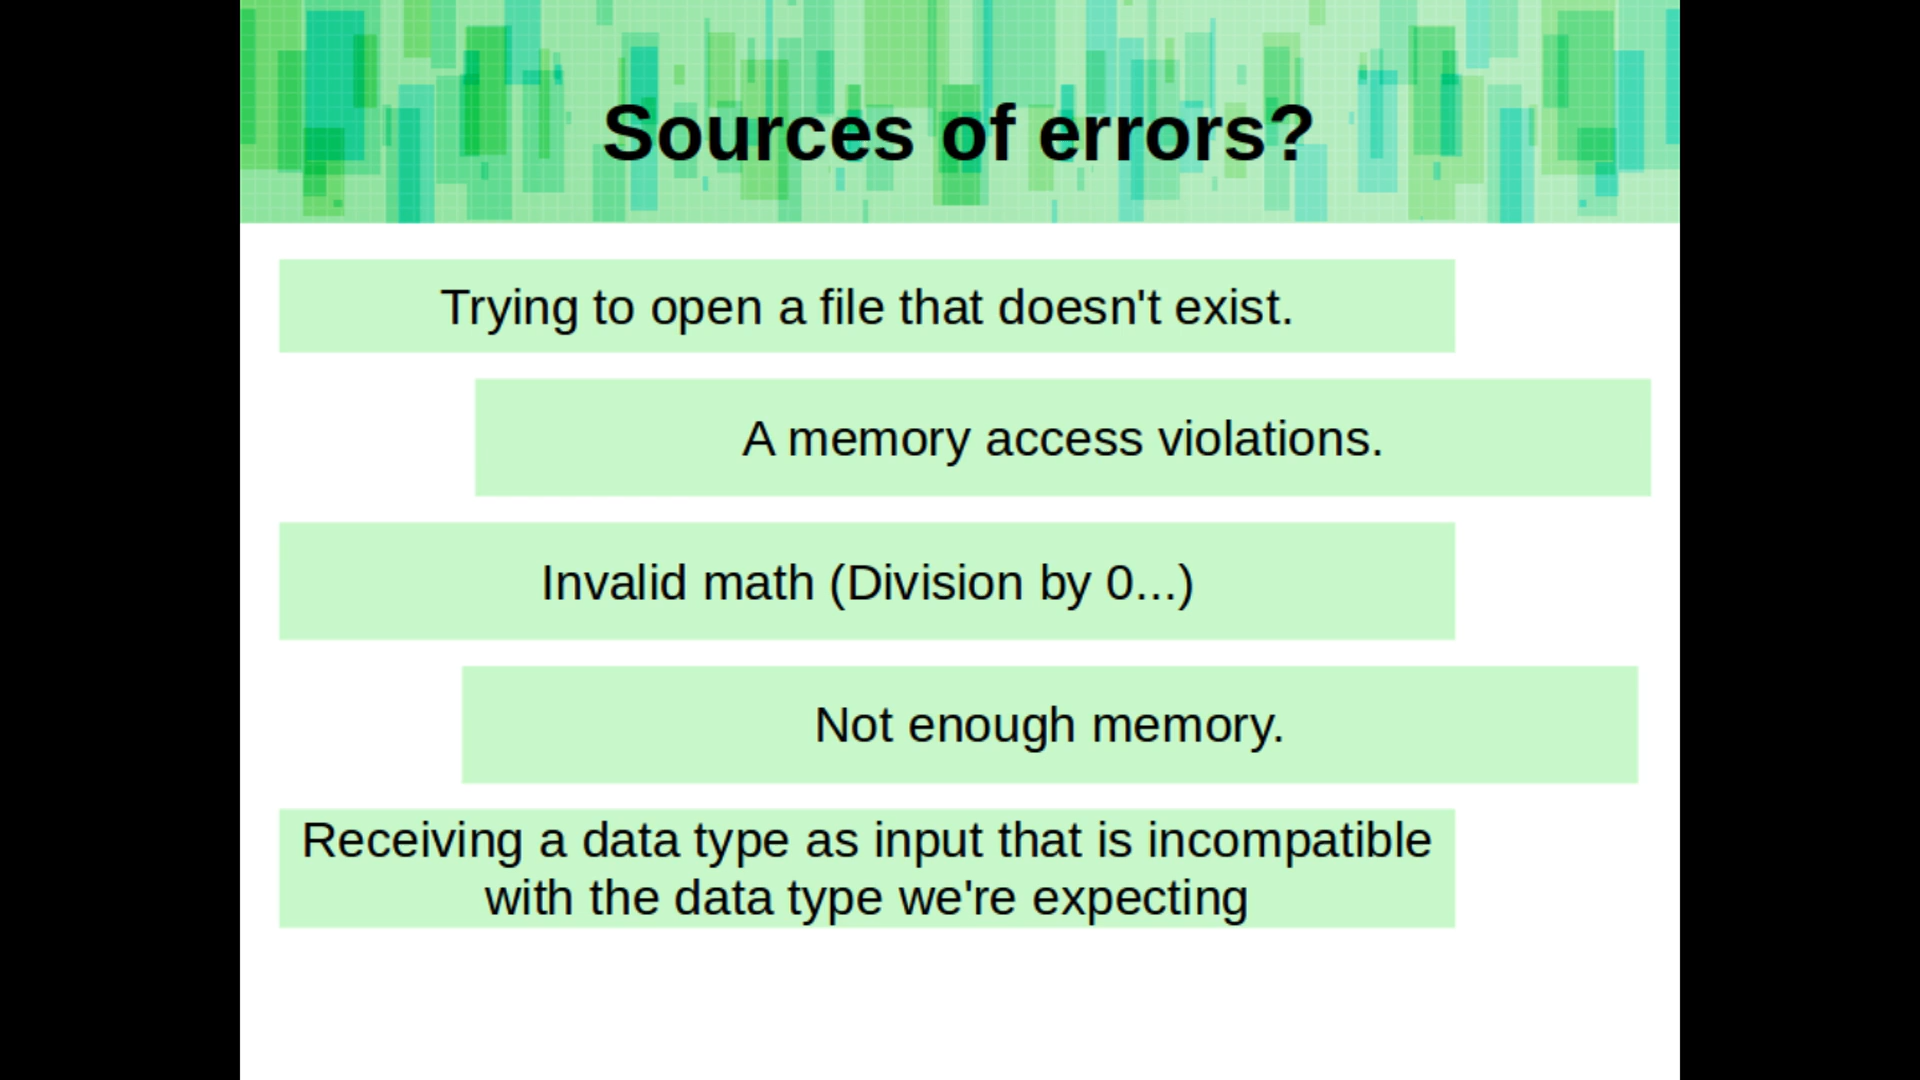 Sources of errors?
Trying to open a file that doesn't exist.
A memory access violations.
Invalid math (Division by 0...)
Not enough memory.
Receiving a data type as input that is incompatible
with the data type we're expecting